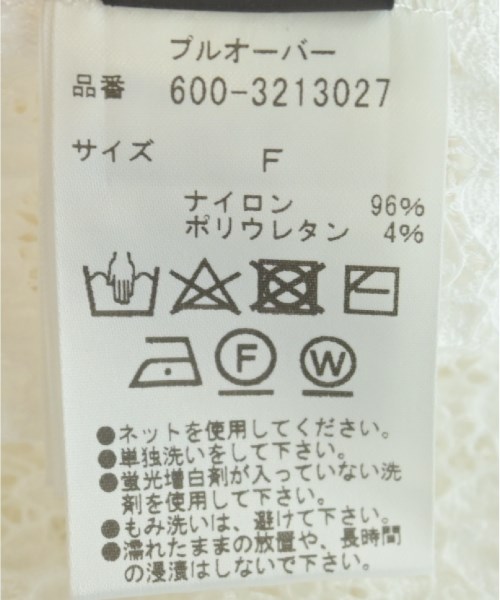 プルオーバー
品番 600-3213027
サイズ F
ナイロン 96%
ポリウレタン 4%
F W
●ネットを使用してください。
●単独洗いをして下さい。
●蛍光増白剤が入っていない洗
剤を使用して下さい。
●もみ洗いは、避けて下さい。
●濡れたままの放置や、長時間
の浸漬はしないで下さい。